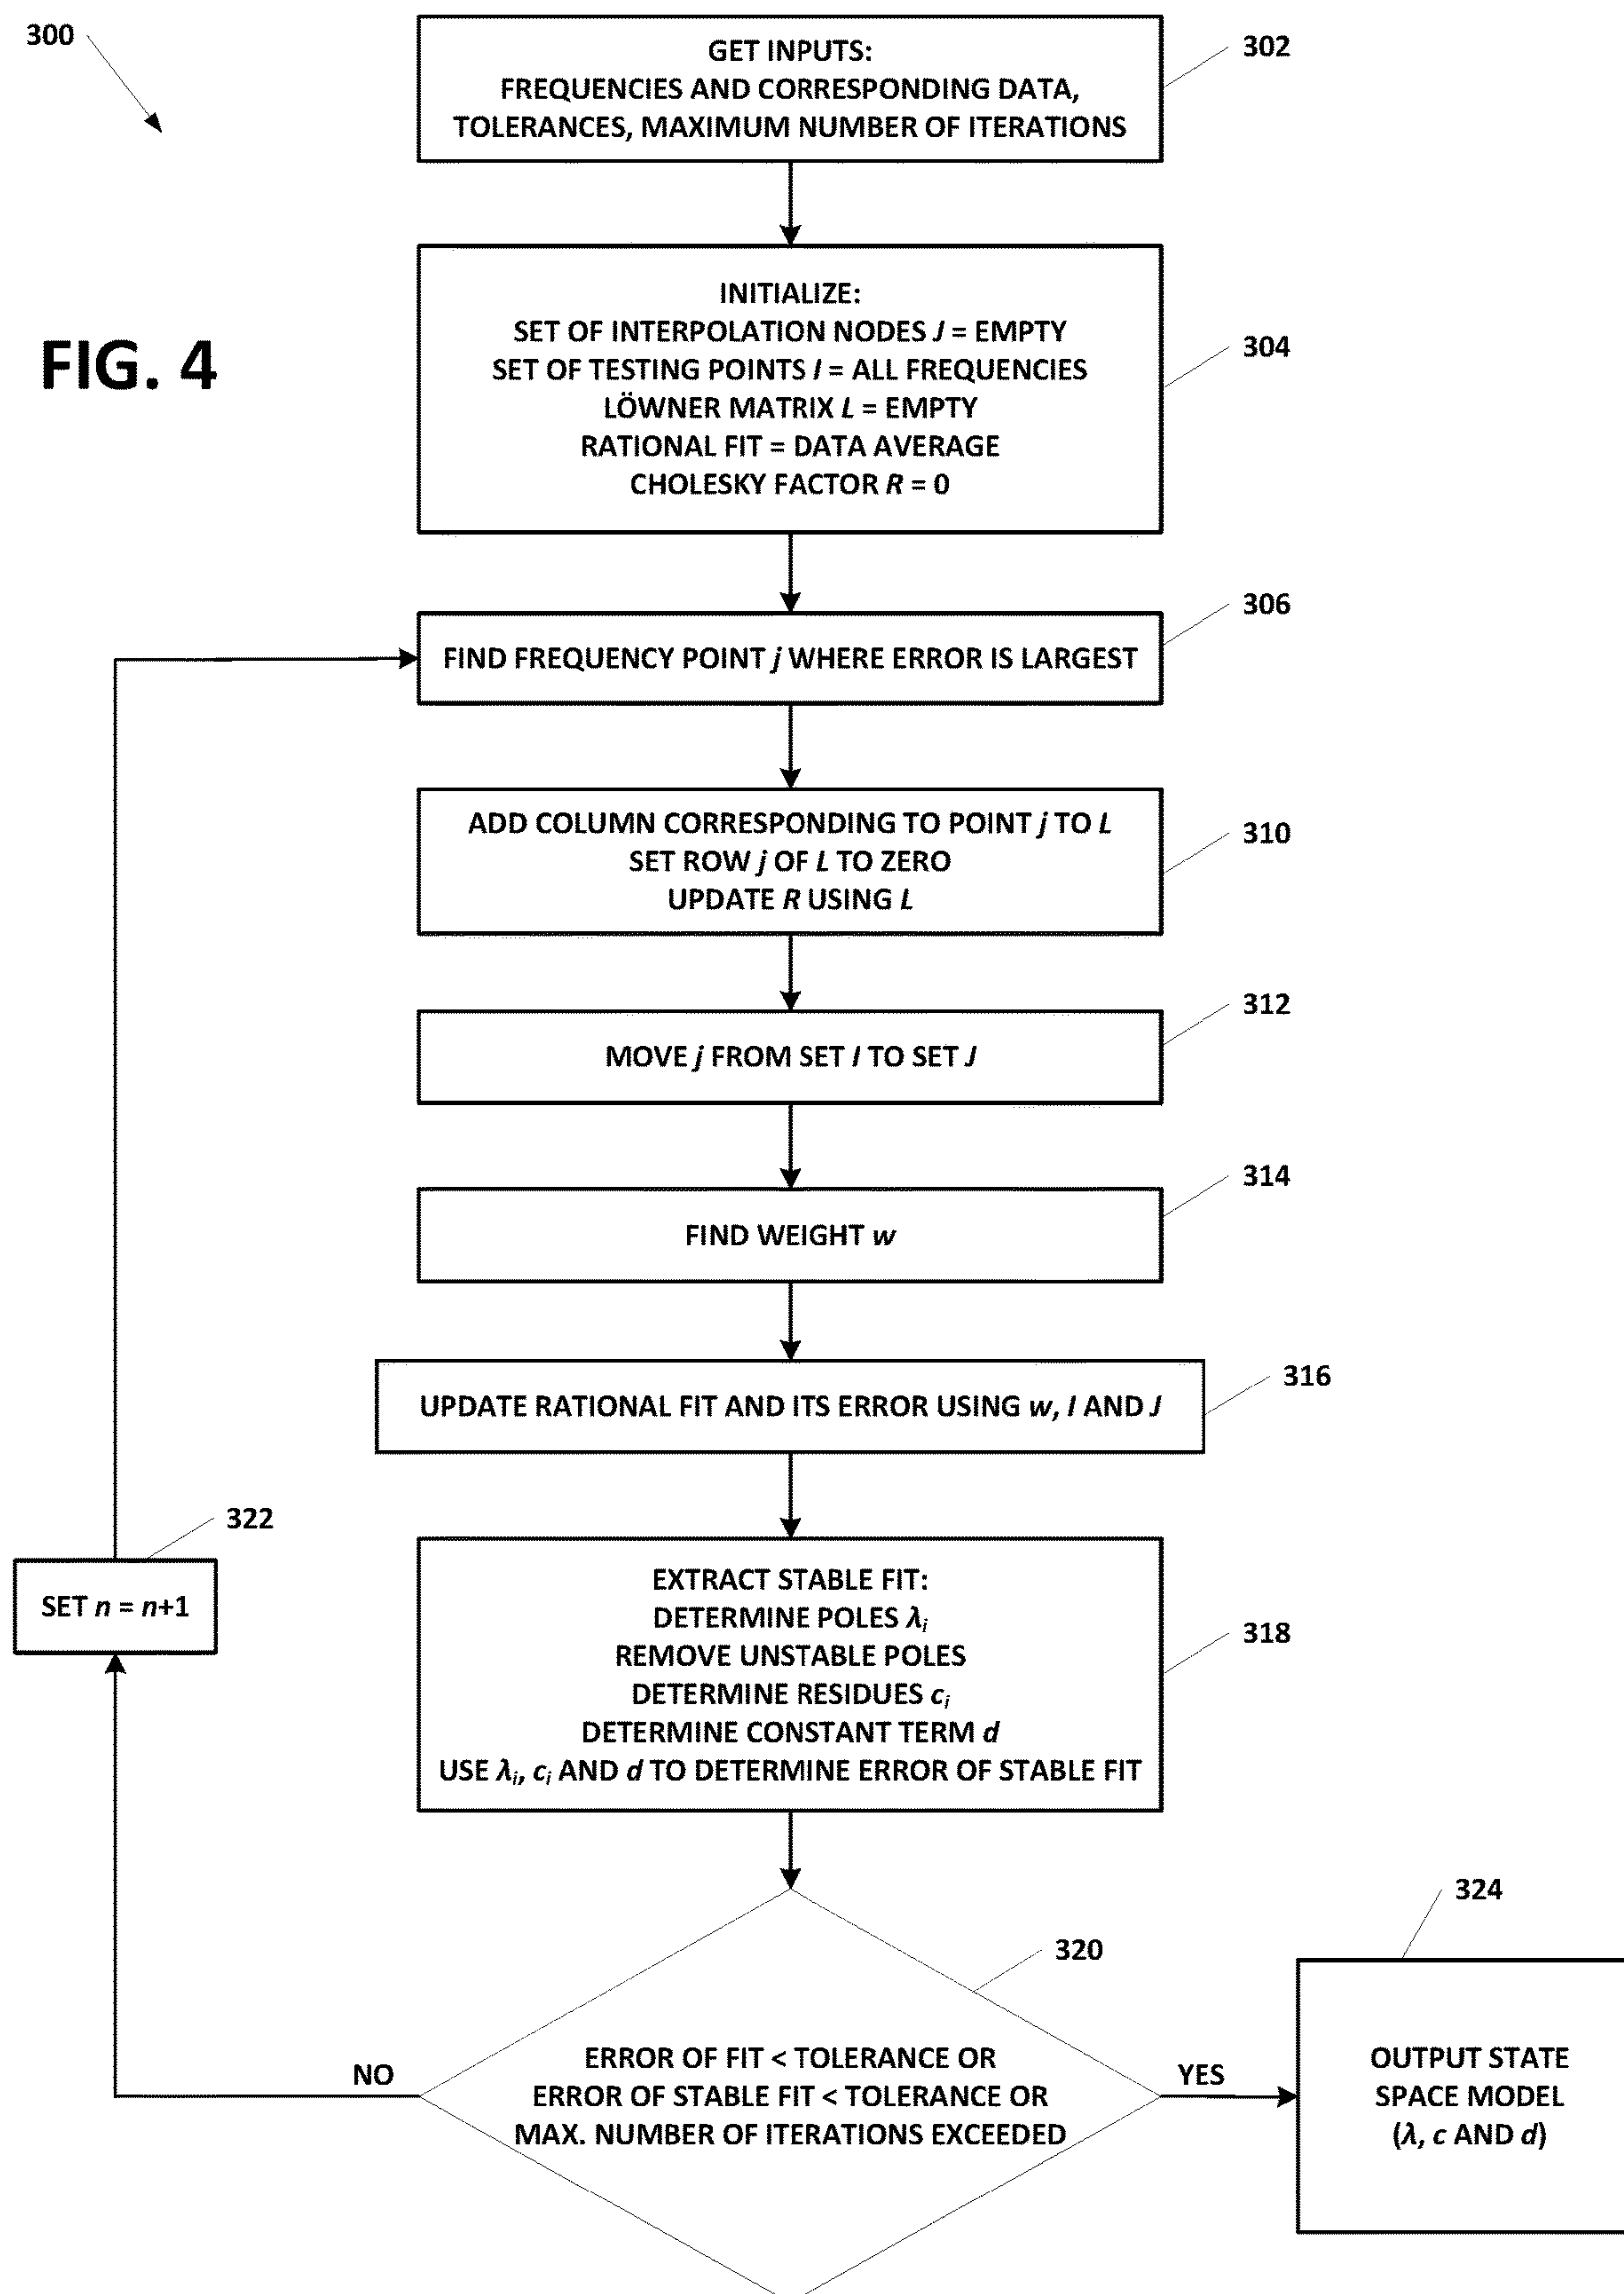 300
GET INPUTS:
FREQUENCIES AND CORRESPONDING DATA,
TOLERANCES, MAXIMUM NUMBER OF ITERATIONS
302
FIG. 4
INITIALIZE:
SET OF INTERPOLATION NODES J = EMPTY
SET OF TESTING POINTS I = ALL FREQUENCIES
LÖWNER MATRIX L = EMPTY
RATIONAL FIT = DATA AVERAGE
CHOLESKY FACTOR R = 0
304
FIND FREQUENCY POINT j WHERE ERROR IS LARGEST
306
ADD COLUMN CORRESPONDING TO POINT j TO L
SET ROW j OF L TO ZERO
UPDATE R USING L
310
MOVE j FROM SET I TO SET J
312
FIND WEIGHT w
314
UPDATE RATIONAL FIT AND ITS ERROR USING w, I AND J
316
EXTRACT STABLE FIT:
DETERMINE POLES λi
REMOVE UNSTABLE POLES
DETERMINE RESIDUES ci
DETERMINE CONSTANT TERM d
USE λi, ci AND d TO DETERMINE ERROR OF STABLE FIT
318
322
SET n = n+1
320
ERROR OF FIT < TOLERANCE OR
ERROR OF STABLE FIT < TOLERANCE OR
MAX. NUMBER OF ITERATIONS EXCEEDED
NO
YES
324
OUTPUT STATE
SPACE MODEL
(λ, c AND d)